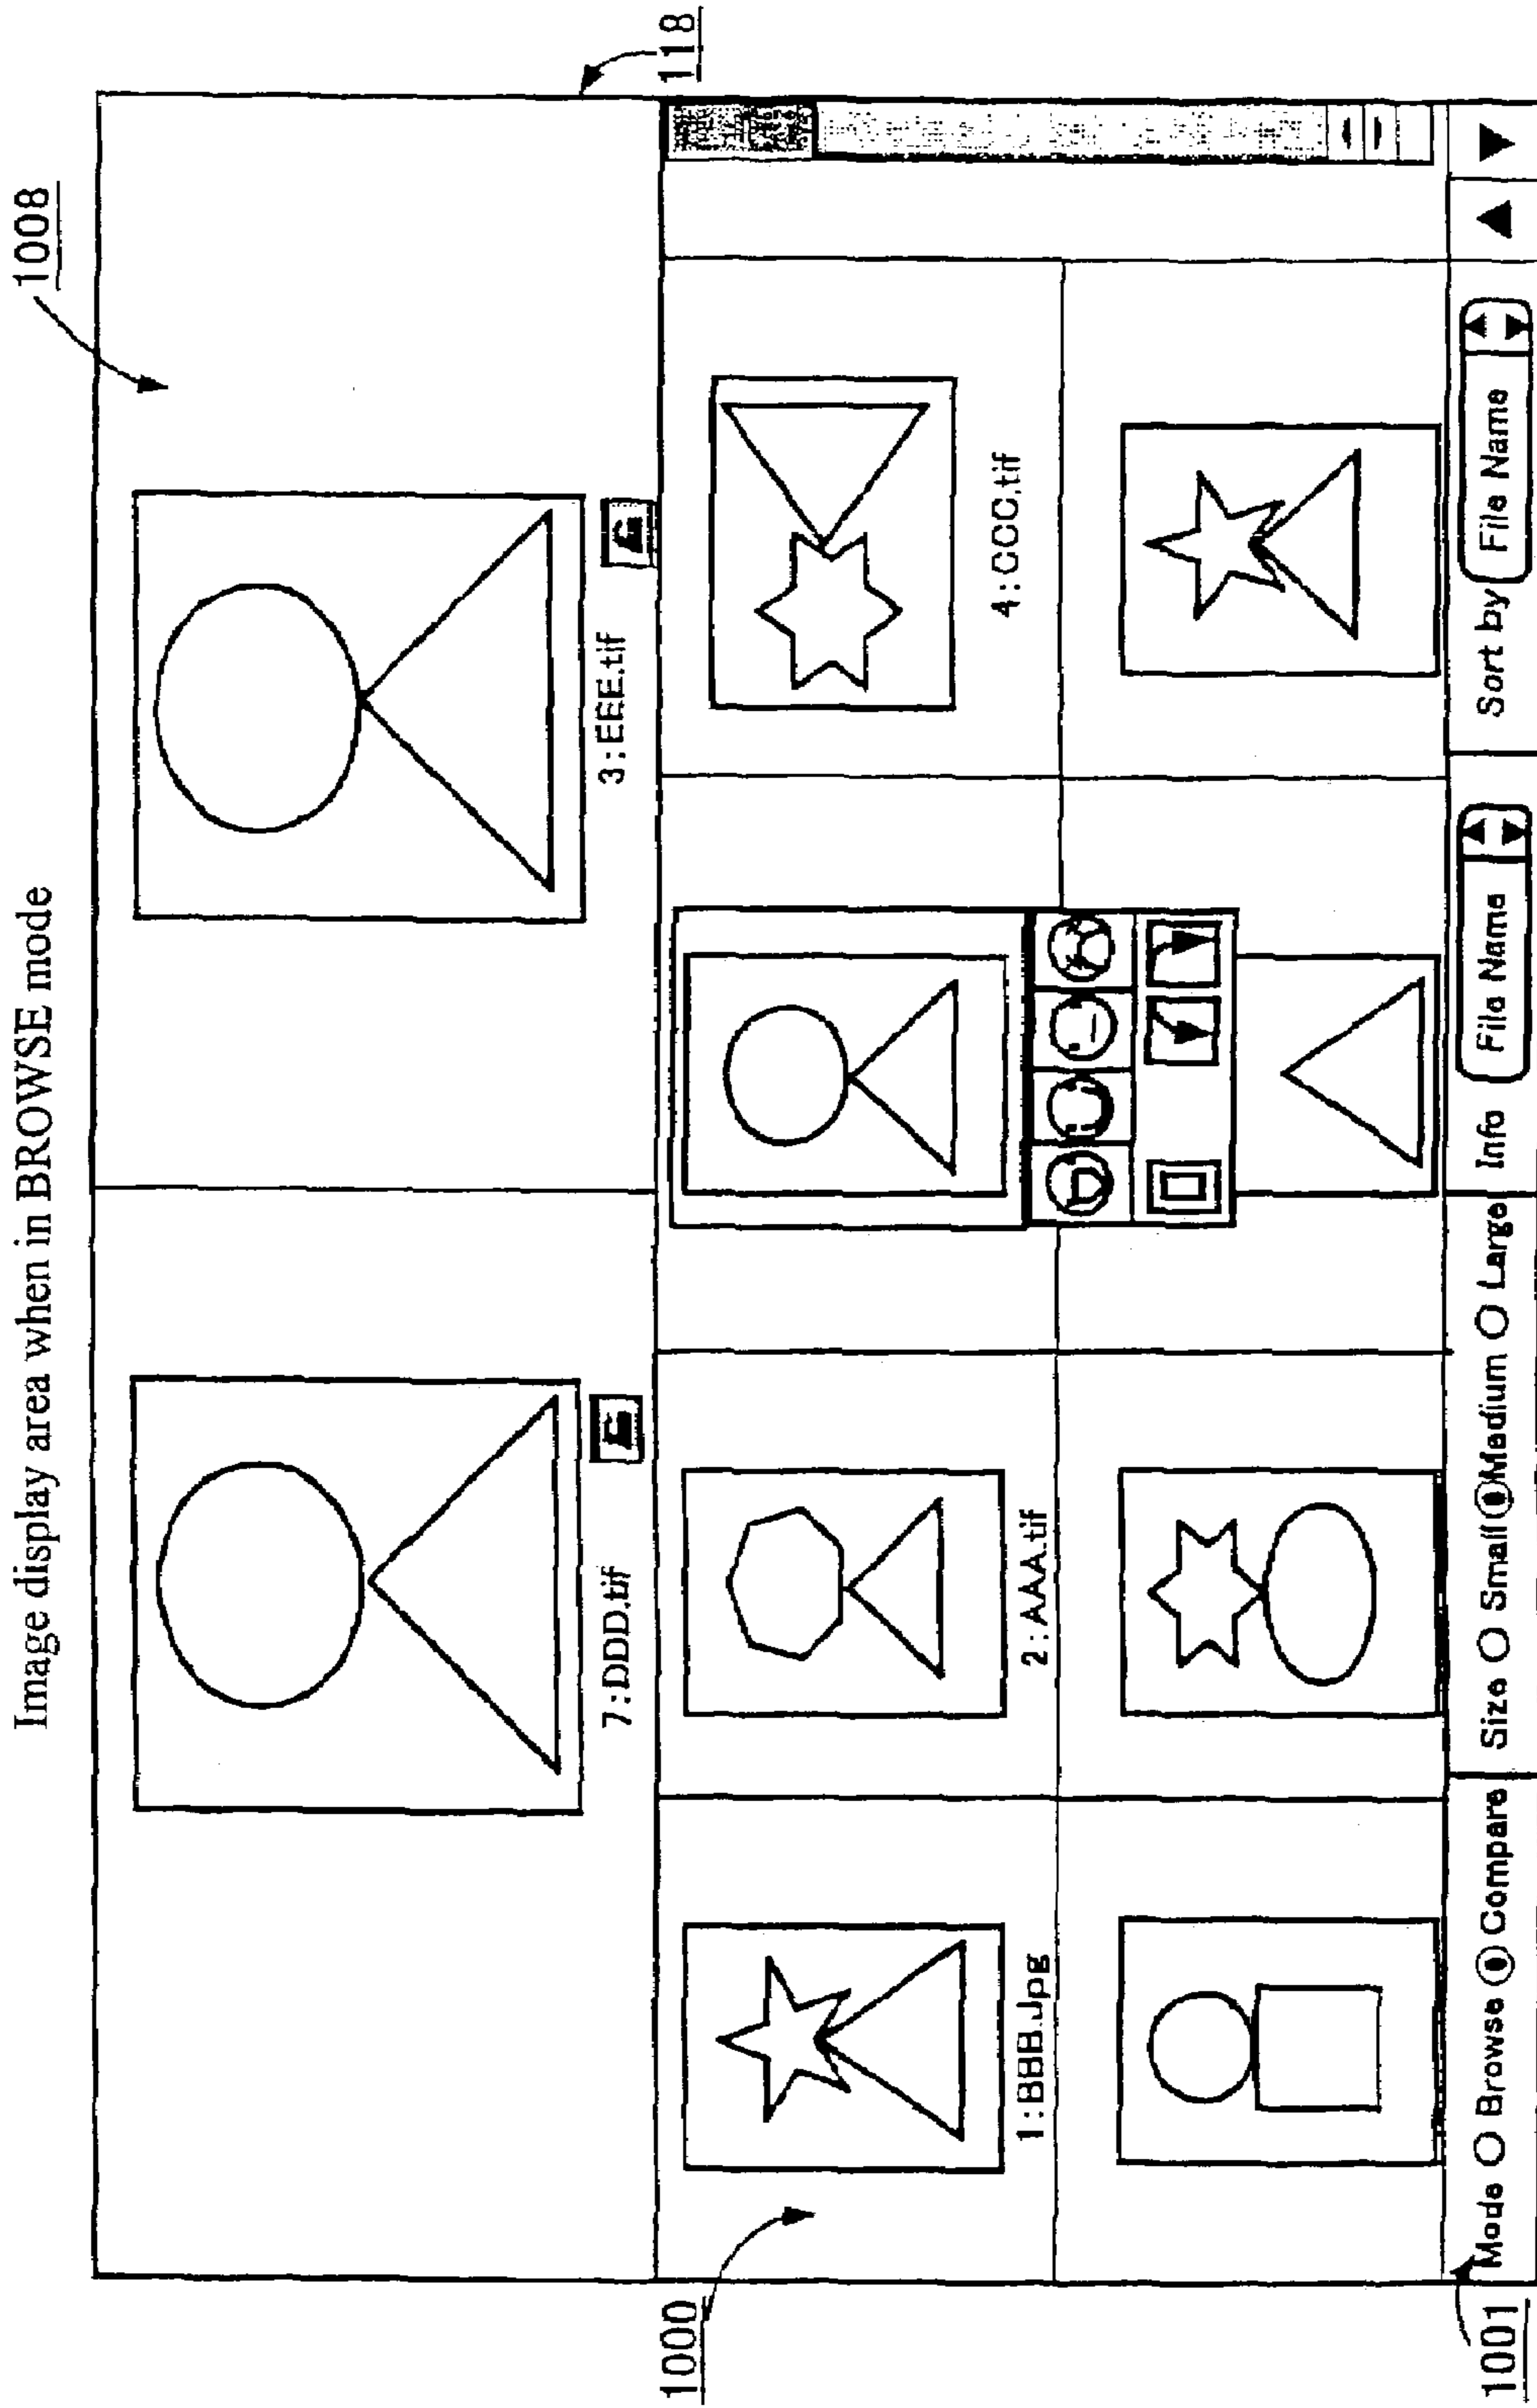 Image display area when in BROWSE mode
1008
118
7:DDD.tif
3:EEE.tif
1000
1:BBB.Jpg
2:AAA.tif
4:CCC.tif
1001
Mode Browse Compare Size Small Medium Large Info File Name Sort by File Name